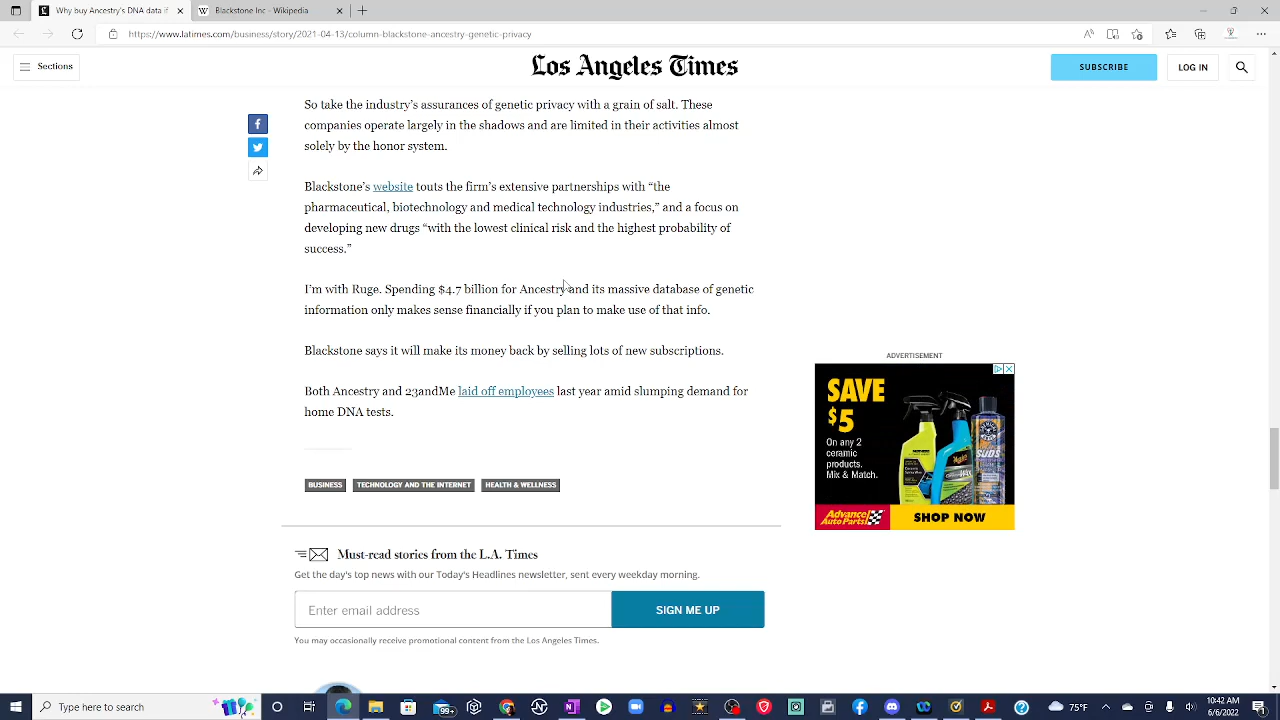 Why buy Ancestry's DNA data if
Blackstone Inc - Wikipedia
https://www.latimes.com/business/story/2021-04-13/column-blackstone-ancestry-genetic-privacy
Sections
Los Angeles Times
SUBSCRIBE
LOG IN
So take the industry's assurances of genetic privacy with a grain of salt. These
companies operate largely in the shadows and are limited in their activities almost
solely by the honor system.
Blackstone's website touts the firm's extensive partnerships with “the
pharmaceutical, biotechnology and medical technology industries,” and a focus on
developing new drugs “with the lowest clinical risk and the highest probability of
success.”
I'm with Ruge. Spending $4.7 billion for Ancestry and its massive database of genetic
information only makes sense financially if you plan to make use of that info.
Blackstone says it will make its money back by selling lots of new subscriptions.
Both Ancestry and 23andMe laid off employees last year amid slumping demand for
home DNA tests.
BUSINESS
TECHNOLOGY AND THE INTERNET
HEALTH & WELLNESS
ADVERTISEMENT
SAVE
$5
On any 2
ceramic
products.
Mix & Match.
Advance
Auto Parts
SHOP NOW
SUDS
Must-read stories from the L.A. Times
Get the day's top news with our Today's Headlines newsletter, sent every weekday morning.
Enter email address
SIGN ME UP
You may occasionally receive promotional content from the Los Angeles Times.
Type here to search
99+
75°F
10:42 AM
6/6/2022